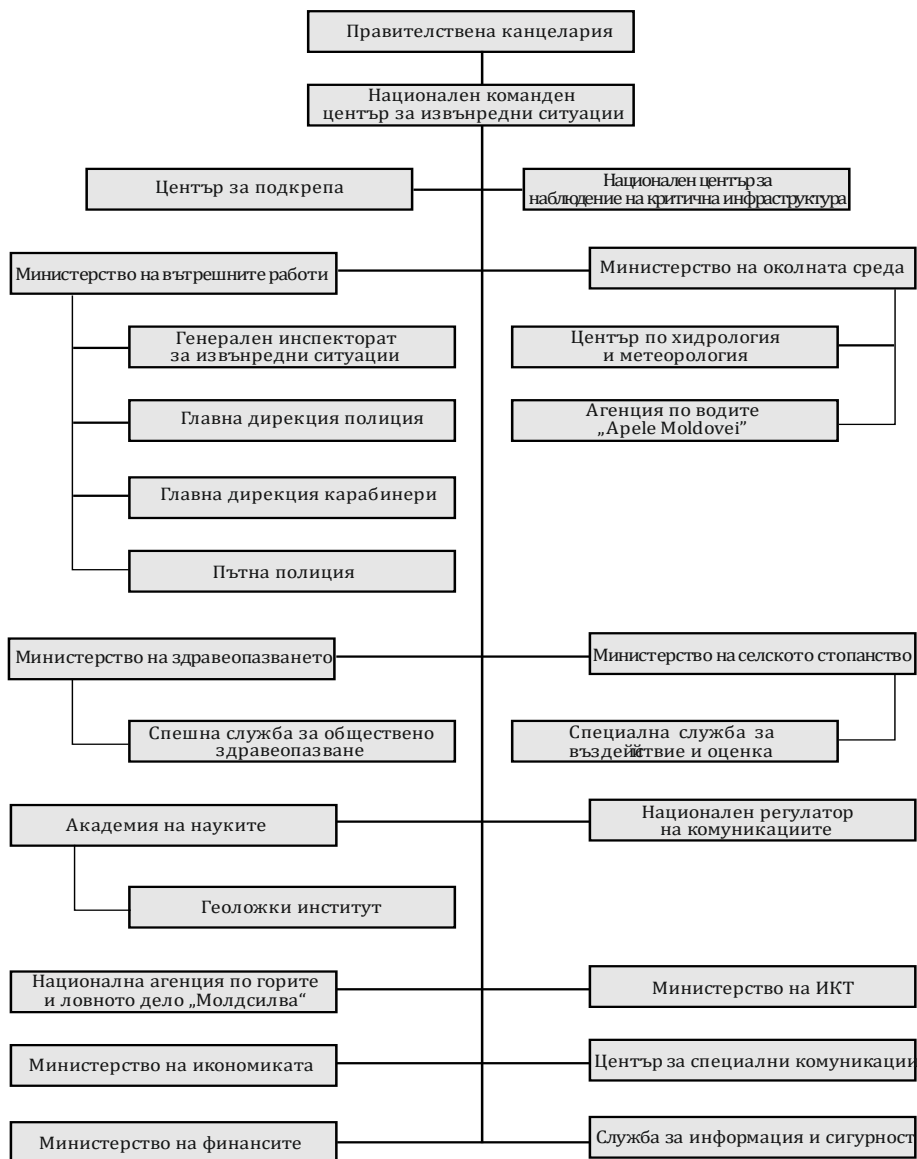 Правителствена канцелария
Национален команден
център за извънредни ситуации
Център за подкрепа
Национален център за
наблюдение на критична инфраструктура
Министерство на вътрешните работи
Министерство на околната среда
Генерален инспекторат
за извънредни ситуации
Център по хидрология
и метеорология
Главна дирекция полиция
Агенция по водите
„Apele Moldovei”
Главна дирекция карабинери
Пътна полиция
Министерство на здравеопазването
Министерство на селското стопанство
Спешна служба за обществено
здравеопазване
Специална служба за
въздействие и оценка
Академия на науките
Национален регулатор
на комуникациите
Геоложки институт
Национална агенция по горите
и ловното дело „Молдсилва“
Министерство на ИКТ
Министерство на икономиката
Център за специални комуникации
Министерство на финансите
Служба за информация и сигурност